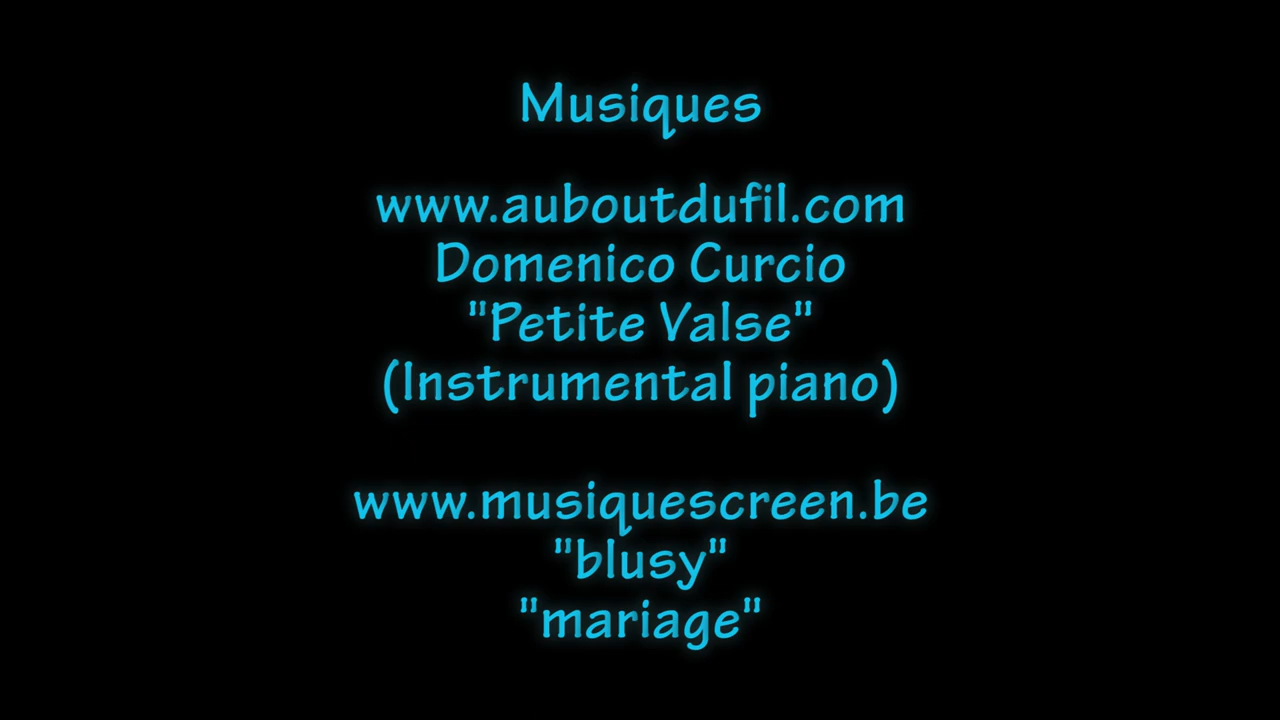 Musiques
www.auboutdufil.com
Domenico Curcio
"Petite Valse"
(Instrumental piano)
www.musiquescreen.be
"blusy"
"mariage"